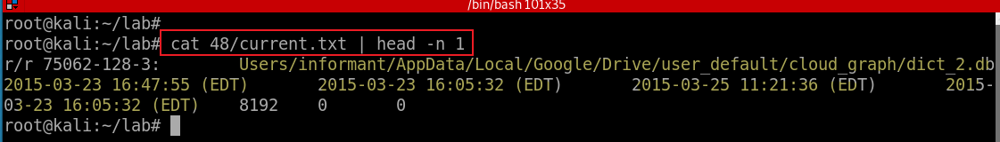 /bin/bash 101x35
root@kali:~/lab#
root@kali:~/lab# cat 48/current.txt | head -n 1
r/r 75062-128-3:        Users/informant/AppData/Local/Google/Drive/user_default/cloud_graph/dict_2.db
2015-03-23 16:47:55 (EDT)       2015-03-23 16:05:32 (EDT)       2015-03-25 11:21:36 (EDT)       2015-
03-23 16:05:32 (EDT)    8192    0       0
root@kali:~/lab#